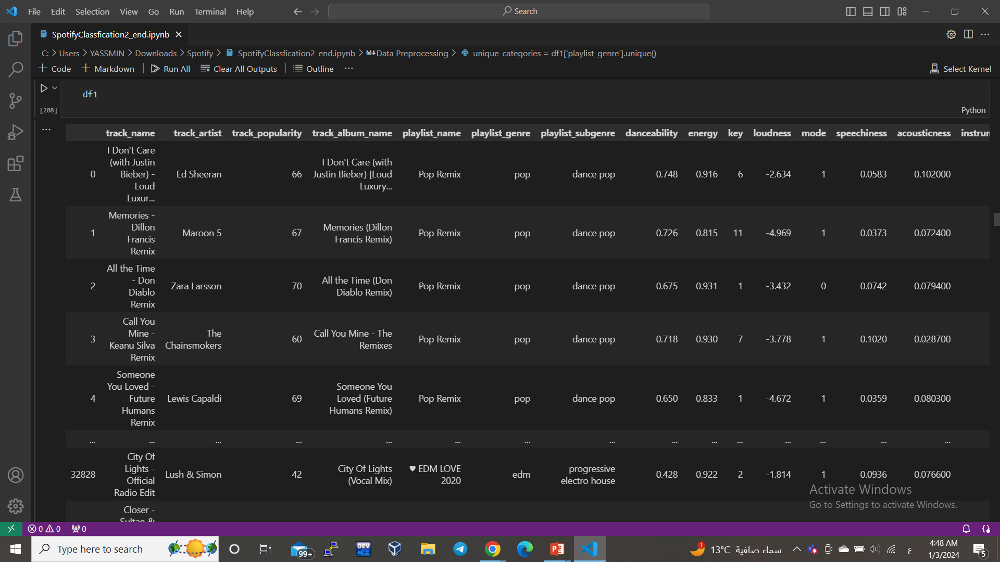 File Edit Selection View Go Run Terminal Help
Search
SpotifyClassfication2_end.ipynb
C: > Users > YASSMIN > Downloads > Spotify > SpotifyClassfication2_end.ipynb > M↓Data Preprocessing > unique_categories = df1['playlist_genre'].unique()
+ Code + Markdown | Run All Clear All Outputs | Outline ...
Select Kernel
df1
[288]
Python
...
track_name track_artist track_popularity track_album_name playlist_name playlist_genre playlist_subgenre danceability energy key loudness mode speechiness acousticness instrur
0 I Don't Care (with Justin Bieber) - Loud Luxur... Ed Sheeran 66 I Don't Care (with Justin Bieber) [Loud Luxury... Pop Remix pop dance pop 0.748 0.916 6 -2.634 1 0.0583 0.102000
1 Memories - Dillon Francis Remix Maroon 5 67 Memories (Dillon Francis Remix) Pop Remix pop dance pop 0.726 0.815 11 -4.969 1 0.0373 0.072400
2 All the Time - Don Diablo Remix Zara Larsson 70 All the Time (Don Diablo Remix) Pop Remix pop dance pop 0.675 0.931 1 -3.432 0 0.0742 0.079400
3 Call You Mine - Keanu Silva Remix The Chainsmokers 60 Call You Mine - The Remixes Pop Remix pop dance pop 0.718 0.930 7 -3.778 1 0.1020 0.028700
4 Someone You Loved - Future Humans Remix Lewis Capaldi 69 Someone You Loved (Future Humans Remix) Pop Remix pop dance pop 0.650 0.833 1 -4.672 1 0.0359 0.080300
... ... ... ... ... ... ... ... ... ... ... ... ... ... ...
32828 City Of Lights - Official Radio Edit Lush & Simon 42 City Of Lights (Vocal Mix) ♥ EDM LOVE 2020 edm progressive electro house 0.428 0.922 2 -1.814 1 0.0936 0.076600
Closer - Sultan &
Activate Windows
Go to Settings to activate Windows.
0 0 0
Type here to search
99+
DEV C++
1
13°C سماء صافية
ع
4:48 AM
1/3/2024
5